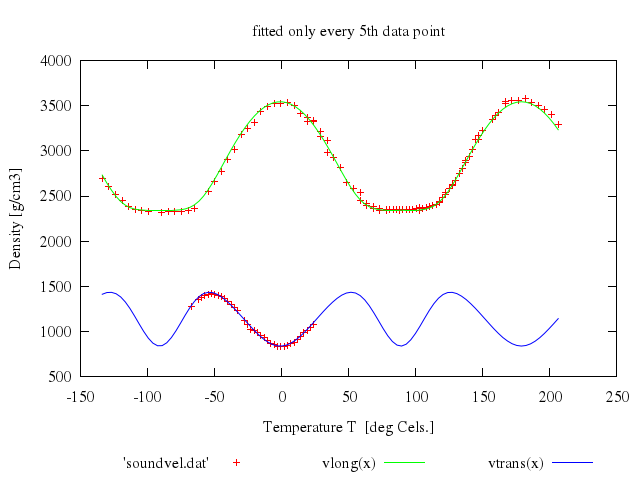 fitted only every 5th data point
4000
3500
3000
2500
2000
1500
1000
500
Density [g/cm3]
-150 -100 -50 0 50 100 150 200 250
Temperature T [deg Cels.]
'soundvel.dat' vlong(x) vtrans(x)